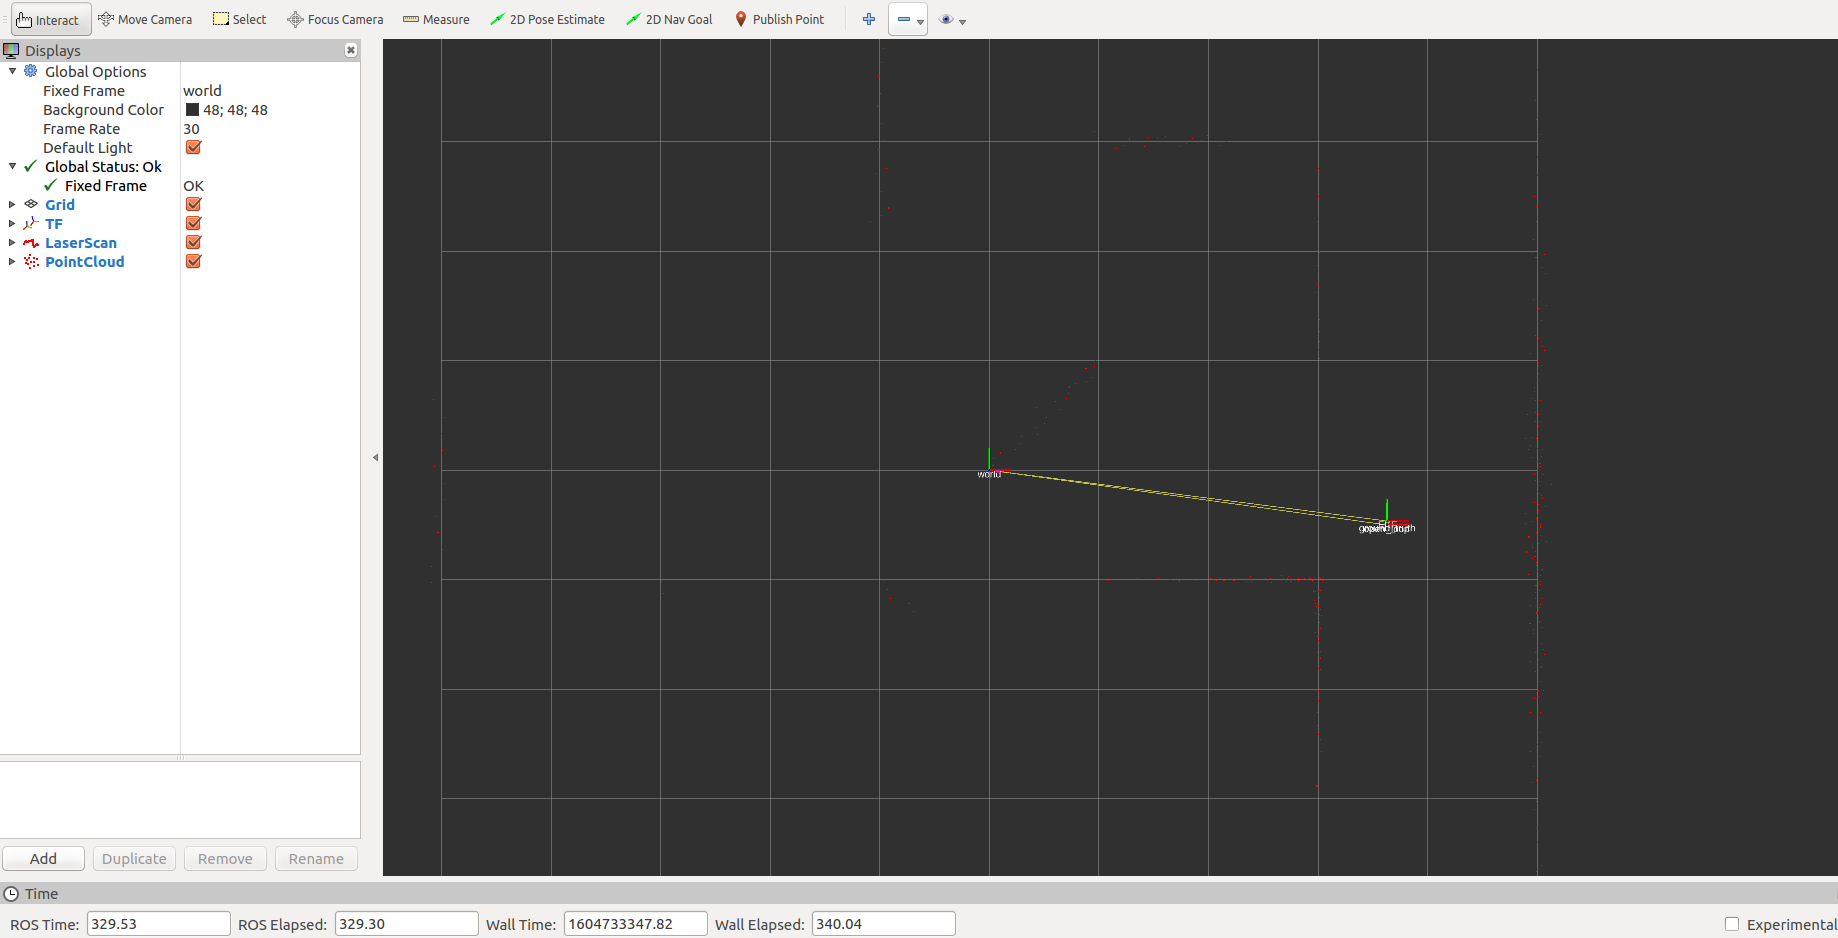 Interact Move Camera Select Focus Camera Measure 2D Pose Estimate 2D Nav Goal Publish Point
Displays
Global Options
Fixed Frame world
Background Color 48; 48; 48
Frame Rate 30
Default Light
Global Status: Ok
Fixed Frame OK
Grid
TF
LaserScan
PointCloud
world
Add Duplicate Remove Rename
Time
ROS Time: 329.53 ROS Elapsed: 329.30 Wall Time: 1604733347.82 Wall Elapsed: 340.04 Experimental